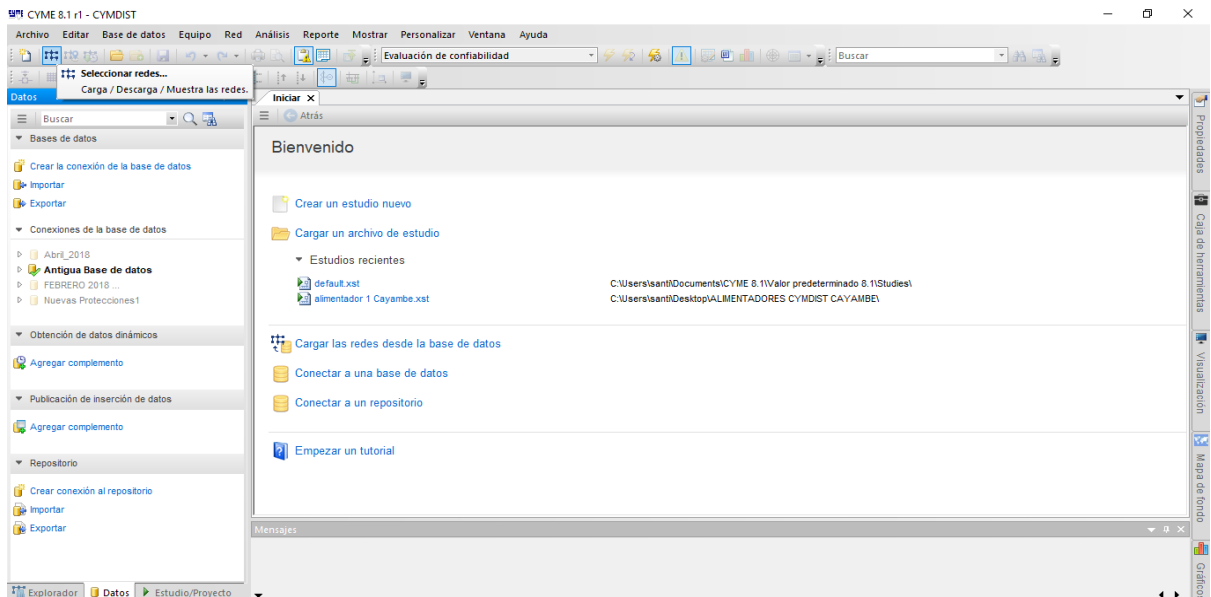 CYME 8.1 r1 - CYMDIST
Archivo Editar Base de datos Equipo Red Análisis Reporte Mostrar Personalizar Ventana Ayuda
Evaluación de confiabilidad
Buscar
Seleccionar redes...
Carga / Descarga / Muestra las redes.
Datos
Buscar
Bases de datos
Crear la conexión de la base de datos
Importar
Exportar
Conexiones de la base de datos
Abril_2018
Antigua Base de datos
FEBRERO 2018 ...
Nuevas Protecciones1
Obtención de datos dinámicos
Agregar complemento
Publicación de inserción de datos
Agregar complemento
Repositorio
Crear conexión al repositorio
Importar
Exportar
Explorador Datos Estudio/Proyecto
Iniciar
Atrás
Bienvenido
Crear un estudio nuevo
Cargar un archivo de estudio
Estudios recientes
default.xst C:\Users\santi\Documents\CYME 8.1\Valor predeterminado 8.1\Studies\
alimentador 1 Cayambe.xst C:\Users\santi\Desktop\ALIMENTADORES CYMDIST CAYAMBE\
Cargar las redes desde la base de datos
Conectar a una base de datos
Conectar a un repositorio
Empezar un tutorial
Mensajes
Propiedades
Caja de herramientas
Visualización
Mapa de fondo
Gráficos